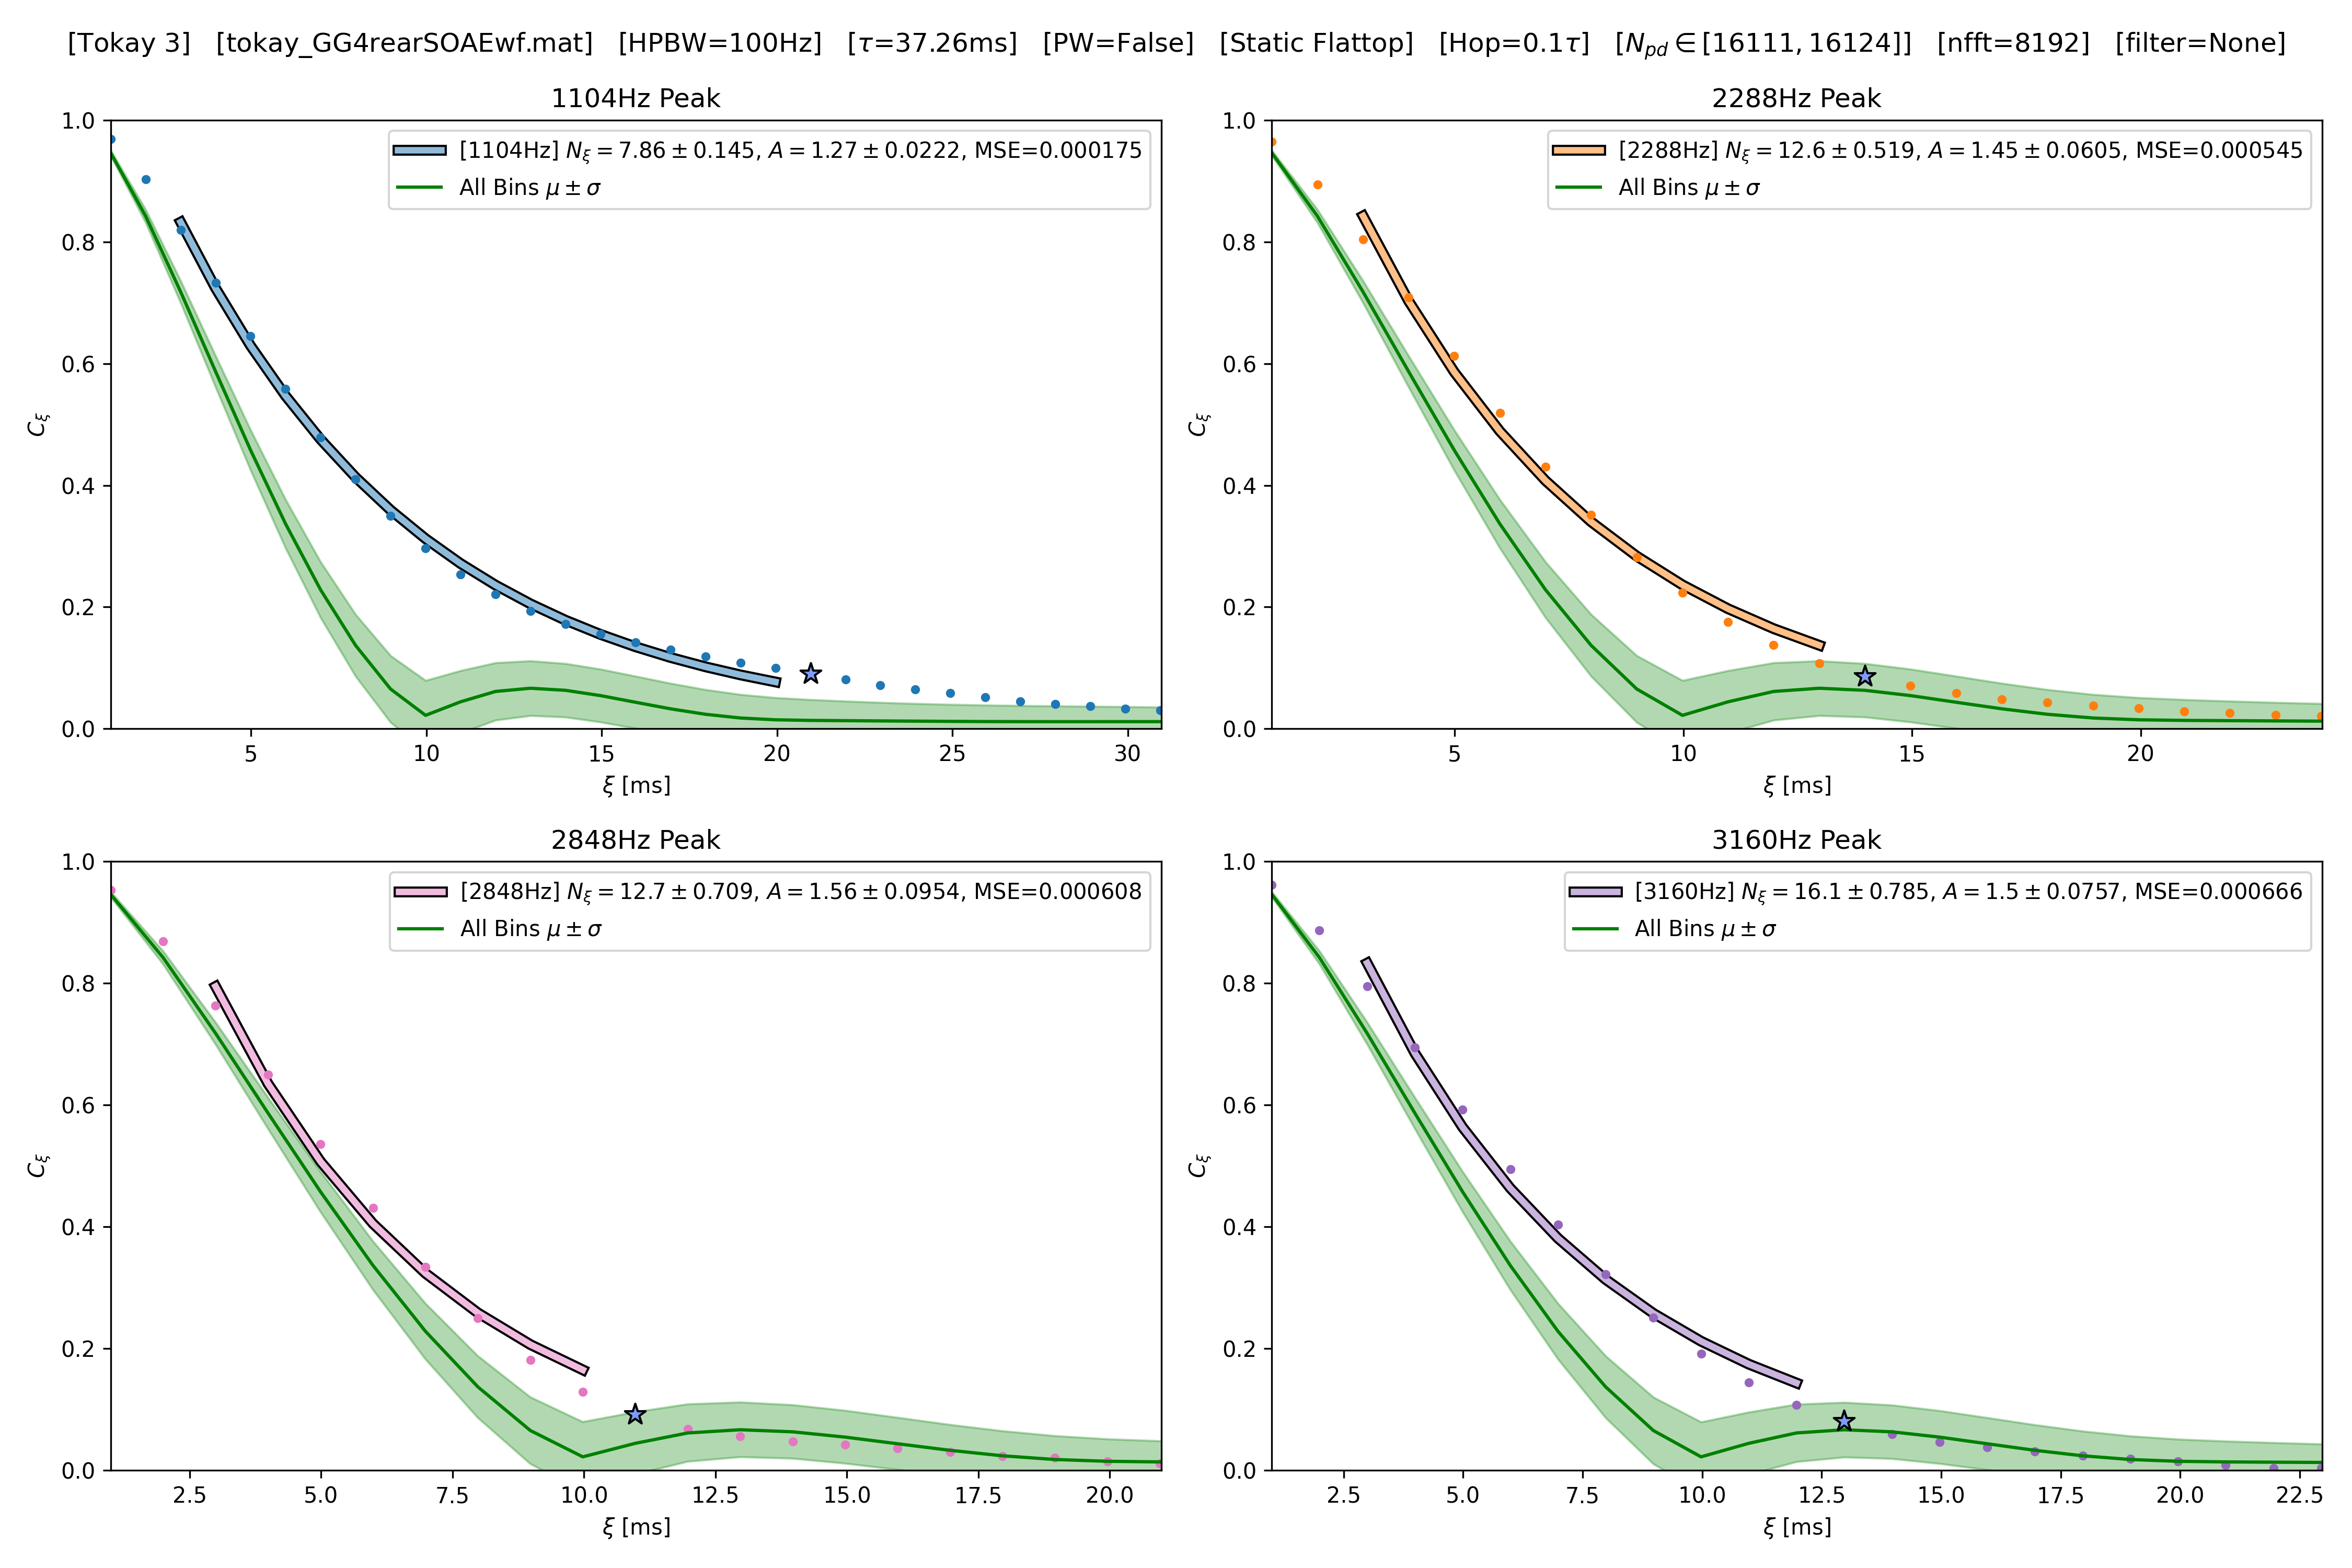 [Tokay 3] [tokay_GG4rearSOAEwf.mat] [HPBW=100Hz] [τ=37.26ms] [PW=False] [Static Flattop] [Hop=0.1τ] [N_pd ∈ [16111, 16124]] [nfft=8192] [filter=None]
1104Hz Peak
[1104Hz] N_ξ = 7.86 ± 0.145, A = 1.27 ± 0.0222, MSE=0.000175
All Bins μ ± σ
1.0
0.8
0.6
0.4
0.2
0.0
C_ξ
5 10 15 20 25 30
ξ [ms]
2288Hz Peak
[2288Hz] N_ξ = 12.6 ± 0.519, A = 1.45 ± 0.0605, MSE=0.000545
All Bins μ ± σ
1.0
0.8
0.6
0.4
0.2
0.0
C_ξ
5 10 15 20
ξ [ms]
2848Hz Peak
[2848Hz] N_ξ = 12.7 ± 0.709, A = 1.56 ± 0.0954, MSE=0.000608
All Bins μ ± σ
1.0
0.8
0.6
0.4
0.2
0.0
C_ξ
2.5 5.0 7.5 10.0 12.5 15.0 17.5 20.0
ξ [ms]
3160Hz Peak
[3160Hz] N_ξ = 16.1 ± 0.785, A = 1.5 ± 0.0757, MSE=0.000666
All Bins μ ± σ
1.0
0.8
0.6
0.4
0.2
0.0
C_ξ
2.5 5.0 7.5 10.0 12.5 15.0 17.5 20.0 22.5
ξ [ms]